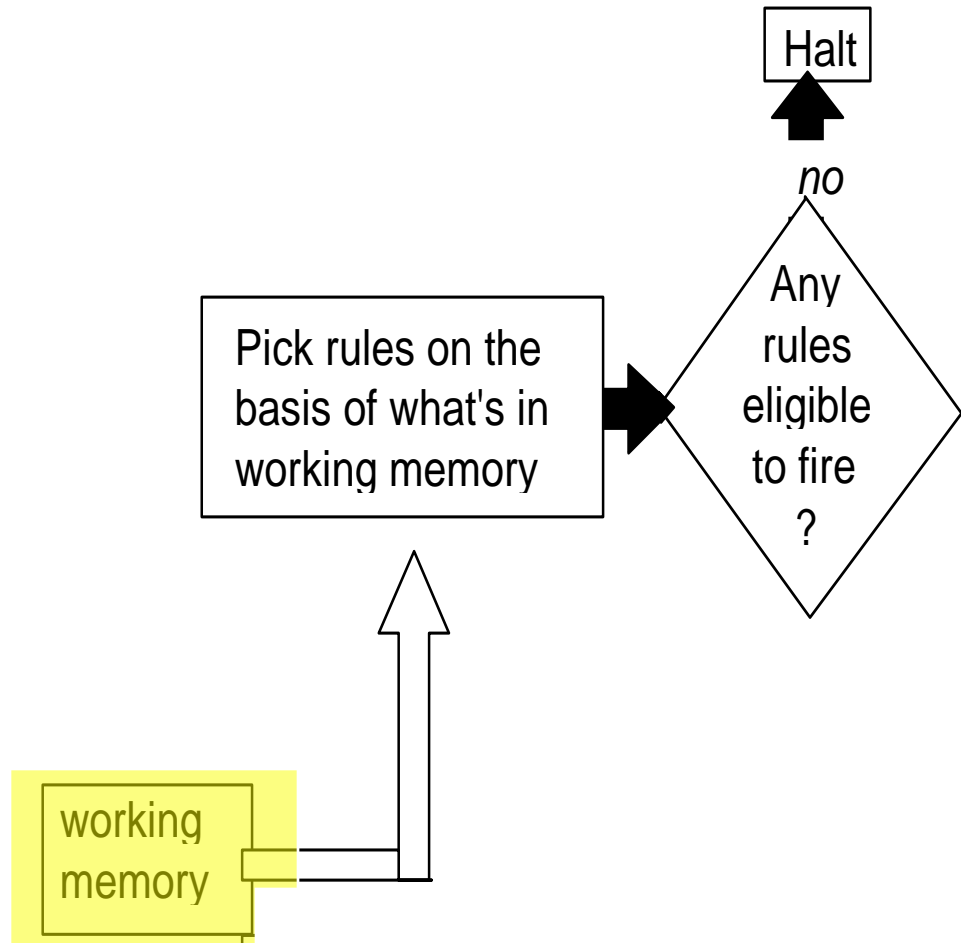 Halt
no
Any
rules
eligible
to fire
?
Pick rules on the
basis of what's in
working memory
working
memory